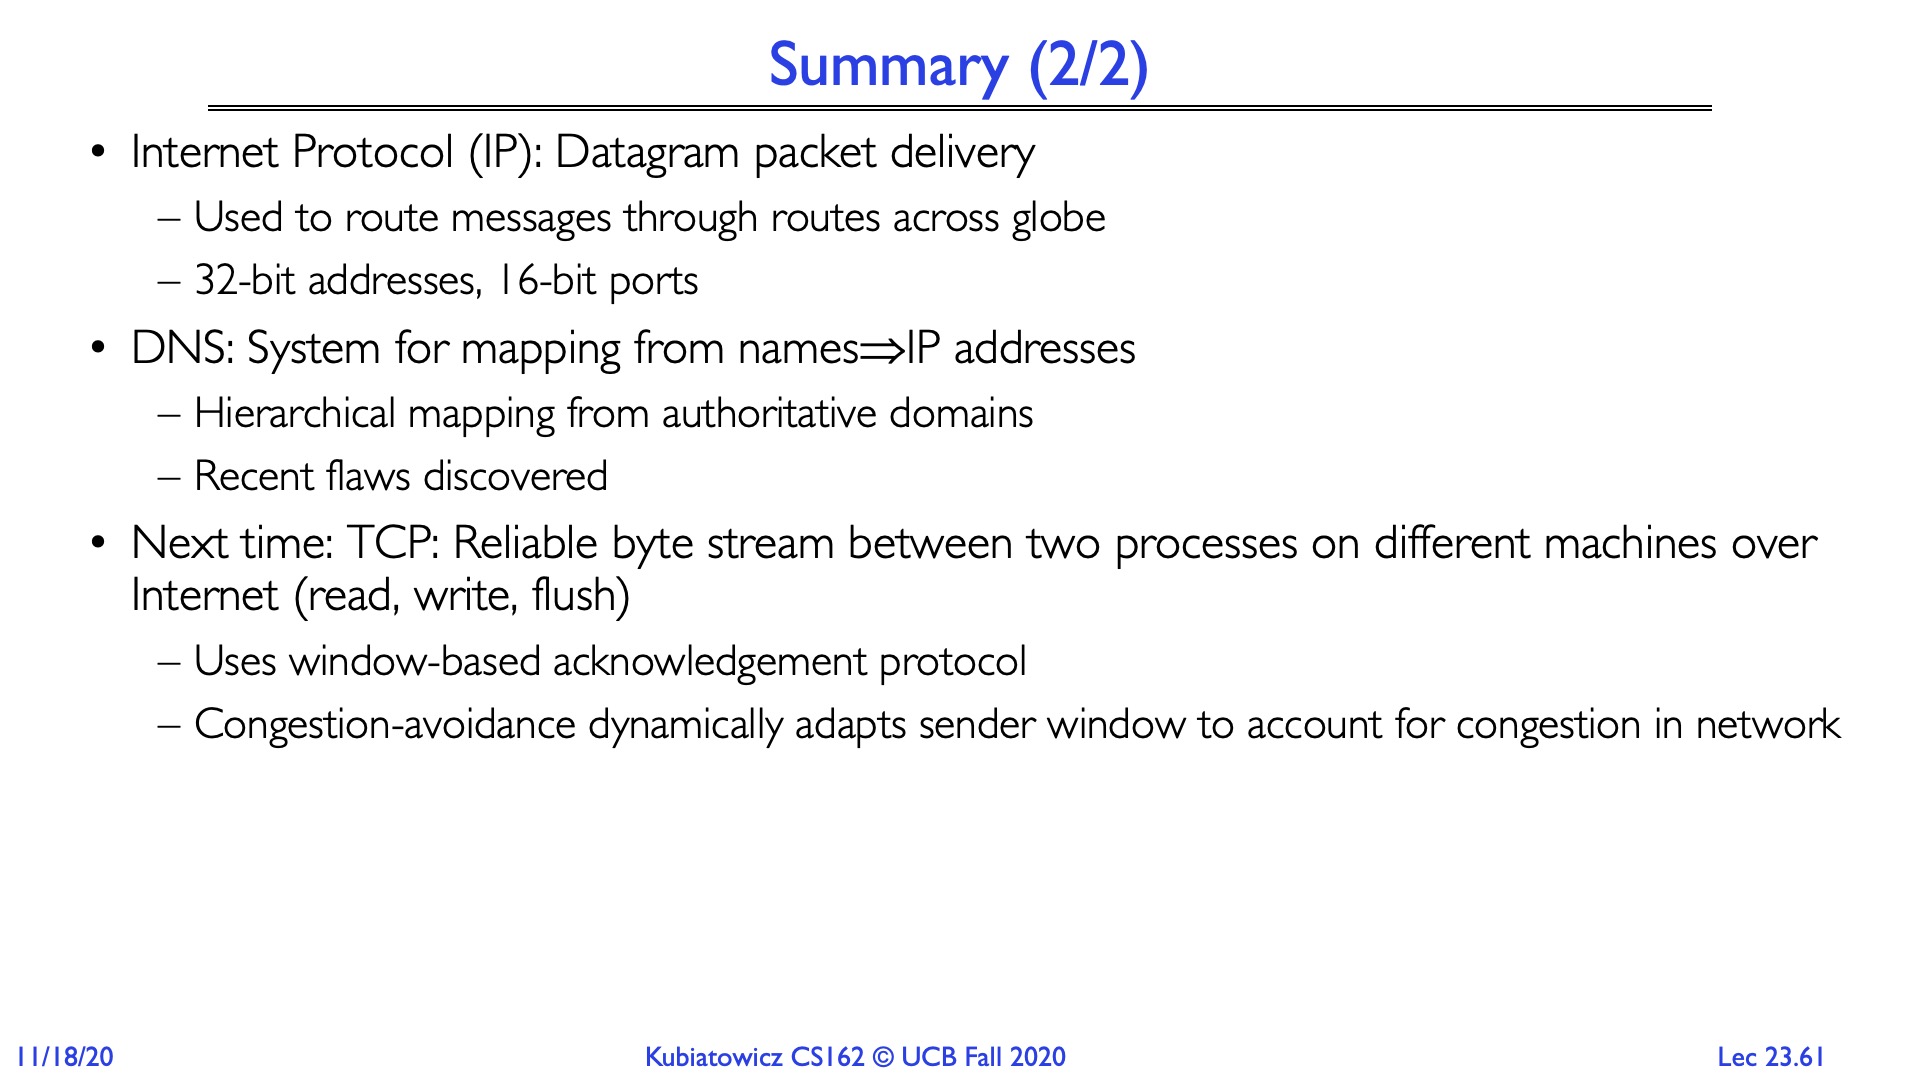 Summary (2/2)
• Internet Protocol (IP): Datagram packet delivery
– Used to route messages through routes across globe
– 32-bit addresses, 16-bit ports
• DNS: System for mapping from names⇒IP addresses
– Hierarchical mapping from authoritative domains
– Recent flaws discovered
• Next time: TCP: Reliable byte stream between two processes on different machines over
Internet (read, write, flush)
– Uses window-based acknowledgement protocol
– Congestion-avoidance dynamically adapts sender window to account for congestion in network
11/18/20
Kubiatowicz CS162 © UCB Fall 2020
Lec 23.61